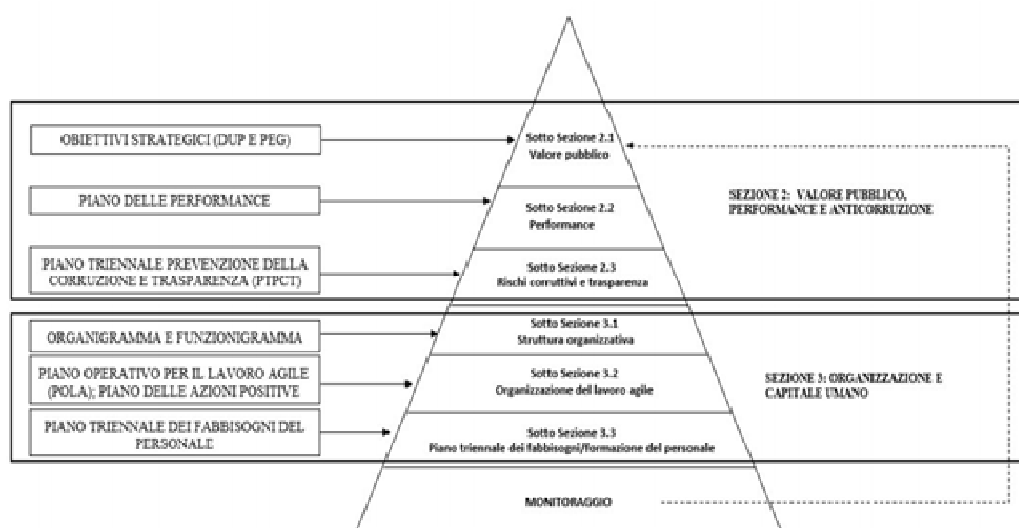 OBIETTIVI STRATEGICI (DUP E PEG)
Sotto Sezione 2.1
Valore pubblico
PIANO DELLE PERFORMANCE
Sotto Sezione 2.2
Performance
SEZIONE 2: VALORE PUBBLICO,
PERFORMANCE E ANTICORRUZIONE
PIANO TRIENNALE PREVENZIONE DELLA
CORRUZIONE E TRASPARENZA (PTPCT)
Sotto Sezione 2.3
Rischi corruttivi e trasparenza
ORGANIGRAMMA E FUNZIONIGRAMMA
Sotto Sezione 3.1
Struttura organizzativa
PIANO OPERATIVO PER IL LAVORO AGILE
(POLA); PIANO DELLE AZIONI POSITIVE
Sotto Sezione 3.2
Organizzazione del lavoro agile
SEZIONE 3: ORGANIZZAZIONE E
CAPITALE UMANO
PIANO TRIENNALE DEI FABBISOGNI DEL
PERSONALE
Sotto Sezione 3.3
Piano triennale dei fabbisogni/formazione del personale
MONITORAGGIO